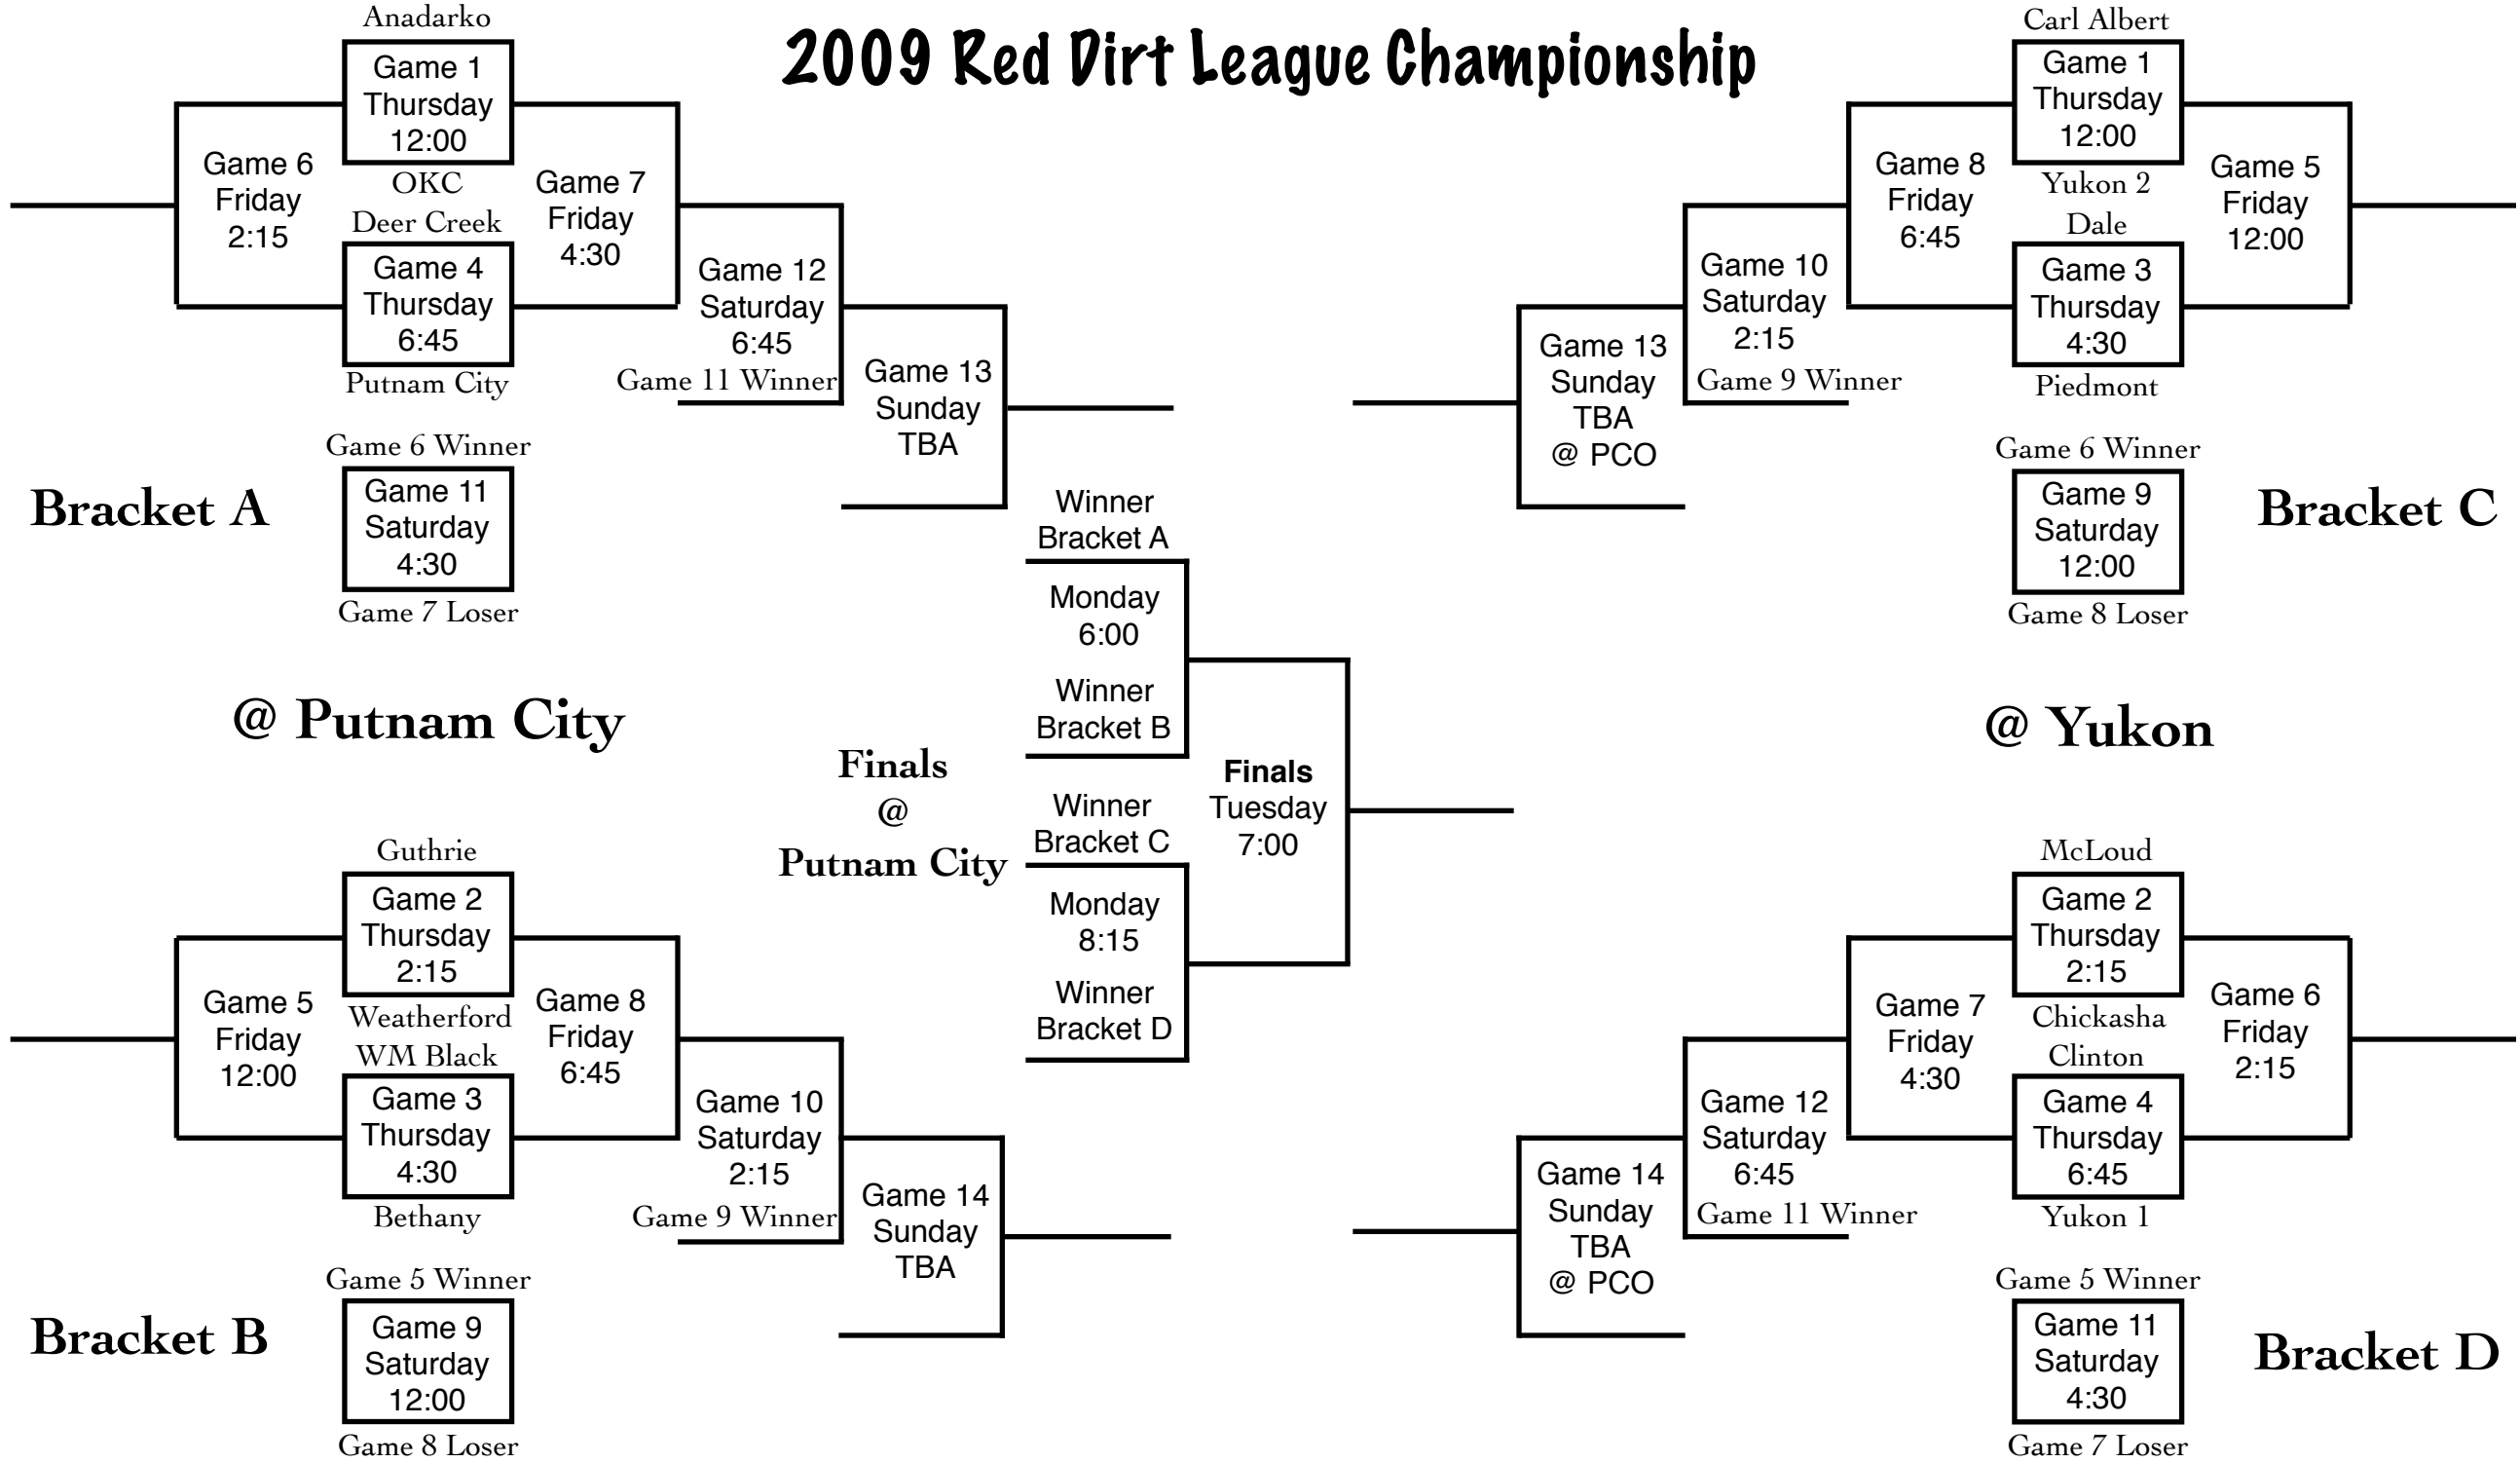 2009 Red Dirt League Championship
Anadarko
Game 1
Thursday
12:00
OKC
Game 6
Friday
2:15
Game 7
Friday
4:30
Deer Creek
Game 4
Thursday
6:45
Putnam City
Game 12
Saturday
6:45
Game 11 Winner
Game 13
Sunday
TBA
Game 6 Winner
Game 11
Saturday
4:30
Game 7 Loser
Bracket A
@ Putnam City
Guthrie
Game 2
Thursday
2:15
Weatherford
Game 5
Friday
12:00
Game 8
Friday
6:45
WM Black
Game 3
Thursday
4:30
Bethany
Game 10
Saturday
2:15
Game 9 Winner
Game 14
Sunday
TBA
Game 5 Winner
Game 9
Saturday
12:00
Game 8 Loser
Bracket B
Winner
Bracket A
Monday
6:00
Winner
Bracket B
Finals
@
Putnam City
Finals
Tuesday
7:00
Winner
Bracket C
Monday
8:15
Winner
Bracket D
Carl Albert
Game 1
Thursday
12:00
Yukon 2
Game 8
Friday
6:45
Game 5
Friday
12:00
Dale
Game 3
Thursday
4:30
Piedmont
Game 10
Saturday
2:15
Game 9 Winner
Game 13
Sunday
TBA
@ PCO
Game 6 Winner
Game 9
Saturday
12:00
Game 8 Loser
Bracket C
@ Yukon
McLoud
Game 2
Thursday
2:15
Chickasha
Game 7
Friday
4:30
Game 6
Friday
2:15
Clinton
Game 4
Thursday
6:45
Yukon 1
Game 12
Saturday
6:45
Game 11 Winner
Game 14
Sunday
TBA
@ PCO
Game 5 Winner
Game 11
Saturday
4:30
Game 7 Loser
Bracket D